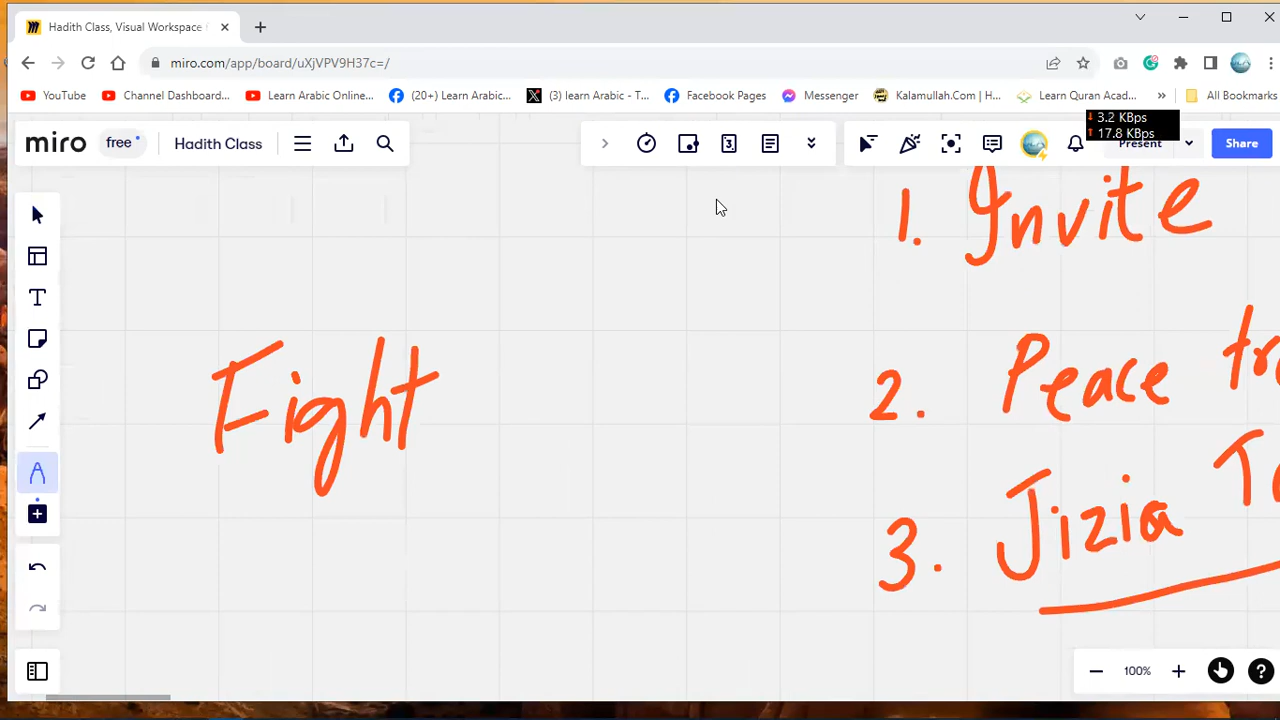 Hadith Class, Visual Workspace f
miro.com/app/board/uXjVPV9H37c=/
YouTube Channel Dashboard... Learn Arabic Online... (20+) Learn Arabic... (3) learn Arabic - T... Facebook Pages Messenger Kalamullah.Com | H... Learn Quran Acad... » All Bookmarks
3.2 KBps
17.8 KBps
miro free Hadith Class 3 Present Share
1. Invite
Fight
2. Peace tr
3. Jizia T
100%